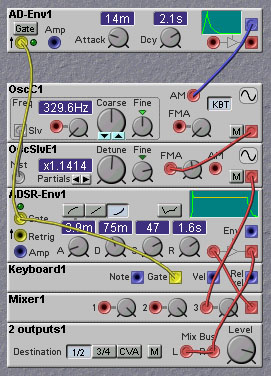 AD-Env1
Gate
Amp
14m
2.1s
Attack
Dcy
OscC1
Freq
Coarse
Fine
AM
329.6Hz
KBT
Slv
FMA
M
OscSlvE1
Detune
Fine
FMA
AM
x1.1414
Mst
Partials
M
ADSR-Env1
Gate
Retrig
75m
47
1.6s
Env
Amp
A
D
S
R
Keyboard1
Note
Gate
Vel
Rel
vel
Mixer1
1
2
3
2 outputs1
Level
Mix Bus
Destination
1/2
3/4
CVA
M
L
R